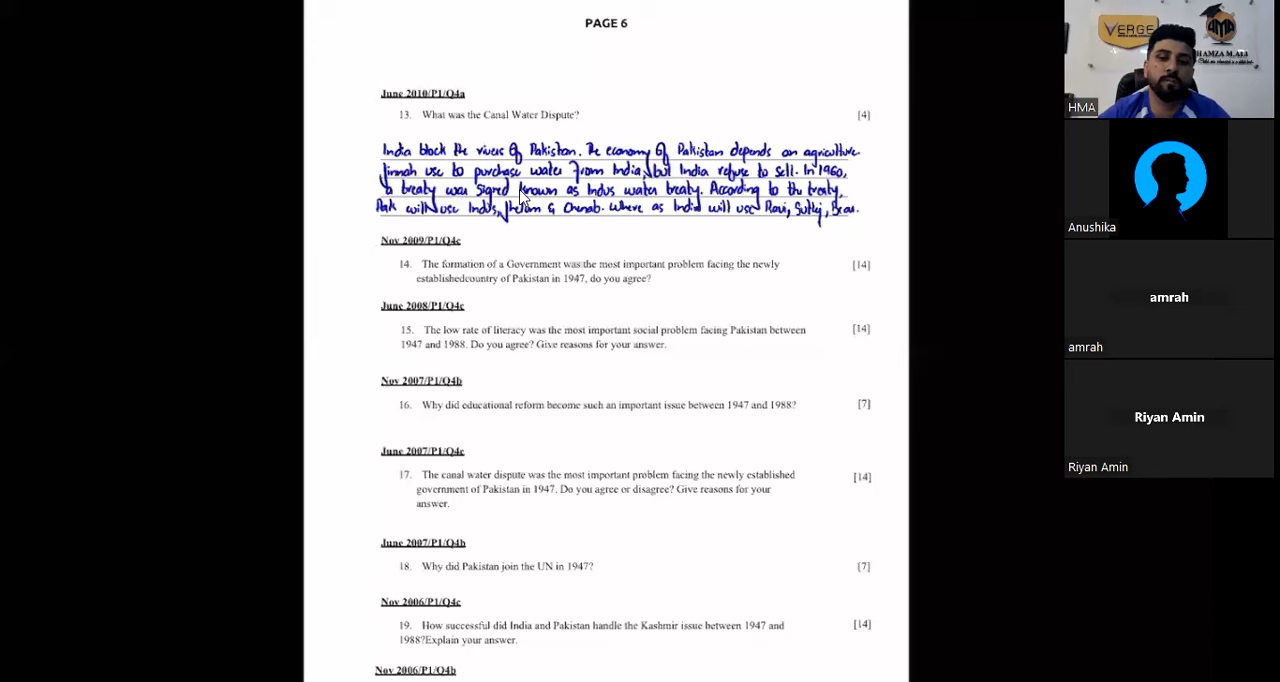 PAGE 6
June 2010/P1/Q4a
13. What was the Canal Water Dispute? [4]
India block the rivers of Pakistan. The economy of Pakistan depends on agriculture.
Jinnah use to purchase water from India, but India refuse to sell. In 1960,
a treaty was signed known as Indus water treaty. According to the treaty,
Pak will use Indus, Jhelum & Chenab. Where as India will use Ravi, Sutlej, Beas.
Nov 2009/P1/Q4c
14. The formation of a Government was the most important problem facing the newly [14]
establishedcountry of Pakistan in 1947, do you agree?
June 2008/P1/Q4c
15. The low rate of literacy was the most important social problem facing Pakistan between [14]
1947 and 1988. Do you agree? Give reasons for your answer.
Nov 2007/P1/Q4b
16. Why did educational reform become such an important issue between 1947 and 1988? [7]
June 2007/P1/Q4c
17. The canal water dispute was the most important problem facing the newly established [14]
government of Pakistan in 1947. Do you agree or disagree? Give reasons for your
answer.
June 2007/P1/Q4b
18. Why did Pakistan join the UN in 1947? [7]
Nov 2006/P1/Q4c
19. How successful did India and Pakistan handle the Kashmir issue between 1947 and [14]
1988?Explain your answer.
Nov 2006/P1/Q4b
VERGE
HAMZA M.ALI
HMA
Anushika
amrah
amrah
Riyan Amin
Riyan Amin